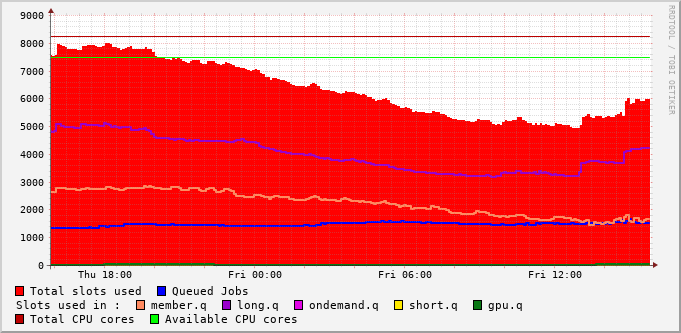 9000
8000
7000
6000
5000
4000
3000
2000
1000
0
Thu 18:00 Fri 00:00 Fri 06:00 Fri 12:00
RRDTOOL / TOBI OETIKER
Total slots used Queued Jobs
Slots used in : member.q long.q ondemand.q short.q gpu.q
Total CPU cores Available CPU cores